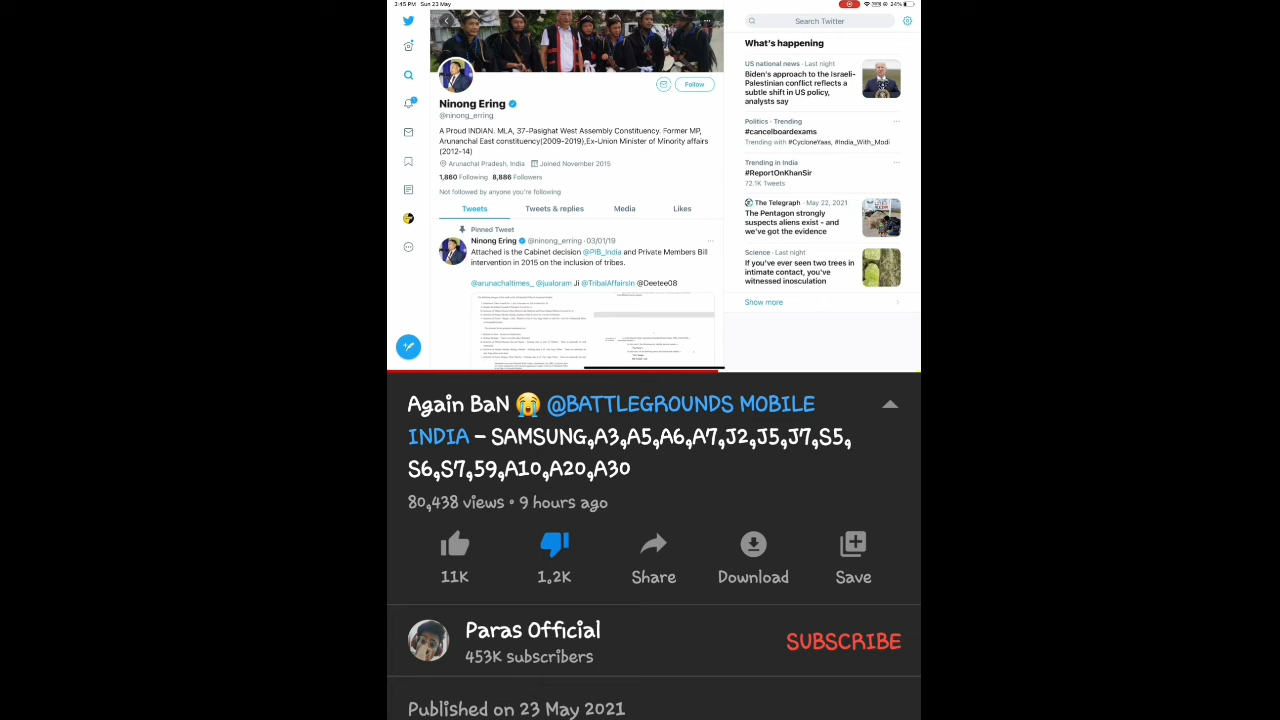 3:45 PM Sun 23 May
24%
Search Twitter
What's happening
US national news · Last night
Biden's approach to the Israeli-
Palestinian conflict reflects a
subtle shift in US policy,
analysts say
Politics · Trending
#cancelboardexams
Trending with #CycloneYaas, #India_With_Modi
Trending in India
#ReportOnKhanSir
72.1K Tweets
The Telegraph · May 22, 2021
The Pentagon strongly
suspects aliens exist – and
we've got the evidence
Science · Last night
If you've ever seen two trees in
intimate contact, you've
witnessed inosculation
Show more
Follow
Ninong Ering
@ninong_erring
A Proud INDIAN. MLA, 37-Pasighat West Assembly Constituency. Former MP,
Arunanchal East constituency(2009-2019),Ex-Union Minister of Minority affairs
(2012-14)
Arunachal Pradesh, India Joined November 2015
1,860 Following 8,886 Followers
Not followed by anyone you're following
Tweets Tweets & replies Media Likes
Pinned Tweet
Ninong Ering @ninong_erring · 03/01/19
Attached is the Cabinet decision @PIB_India and Private Members Bill
intervention in 2015 on the inclusion of tribes.
@arunachaltimes_ @jualoram Ji @TribalAffairsIn @Deetee08
Again BaN 😭 @BATTLEGROUNDS MOBILE
INDIA - SAMSUNG,A3,A5,A6,A7,J2,J5,J7,S5,
S6,S7,59,A10,A20,A30
80,438 views • 9 hours ago
11K 1.2K Share Download Save
Paras Official
453K subscribers
SUBSCRIBE
Published on 23 May 2021